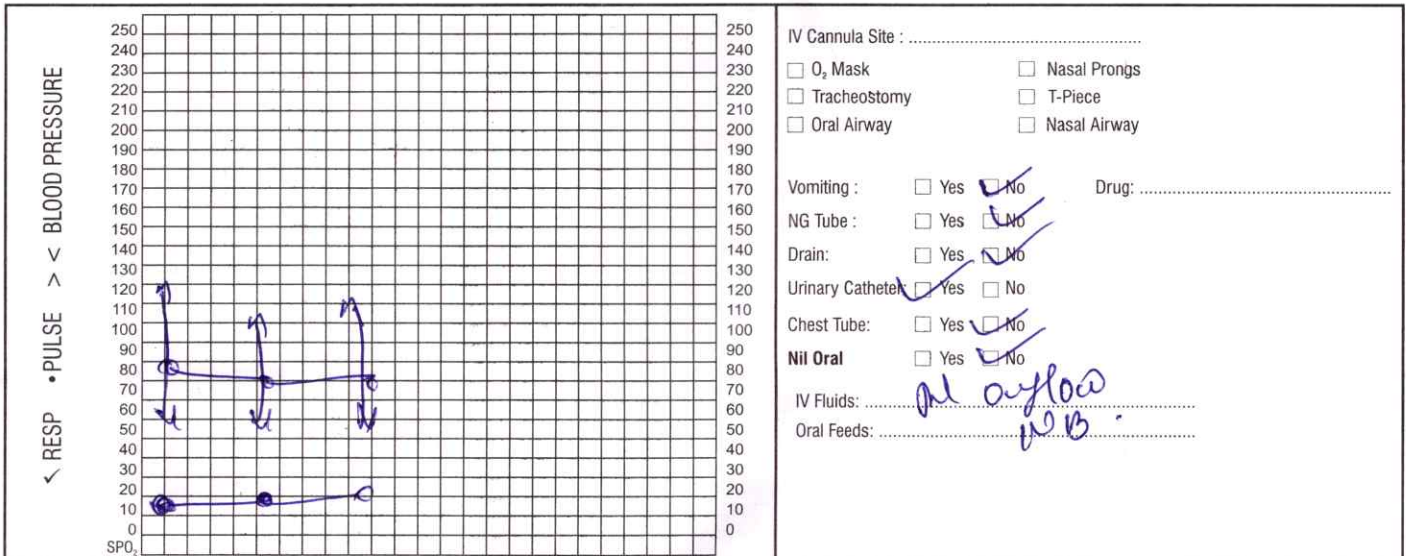 ✓ RESP • PULSE > < BLOOD PRESSURE
250 250
240 240
230 230
220 220
210 210
200 200
190 190
180 180
170 170
160 160
150 150
140 140
130 130
120 120
110 110
100 100
90 90
80 80
70 70
60 60
50 50
40 40
30 30
20 20
10 10
0 0
SPO₂
IV Cannula Site :
O₂ Mask Nasal Prongs
Tracheostomy T-Piece
Oral Airway Nasal Airway
Vomiting : Yes No Drug:
NG Tube : Yes No
Drain: Yes No
Urinary Catheter: Yes No
Chest Tube: Yes No
Nil Oral Yes No
IV Fluids:
Oral Feeds: